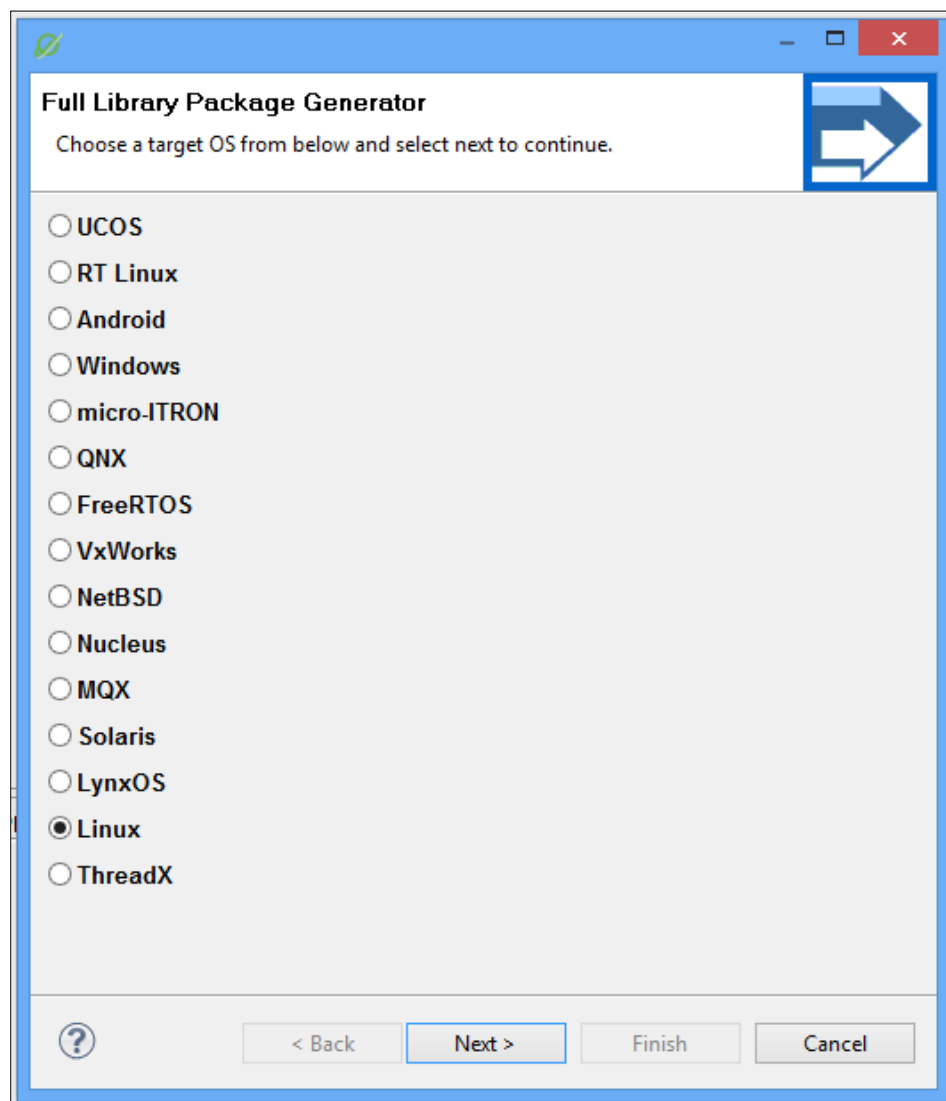 Full Library Package Generator
Choose a target OS from below and select next to continue.
UCOS
RT Linux
Android
Windows
micro-ITRON
QNX
FreeRTOS
VxWorks
NetBSD
Nucleus
MQX
Solaris
LynxOS
Linux
ThreadX
? < Back Next > Finish Cancel